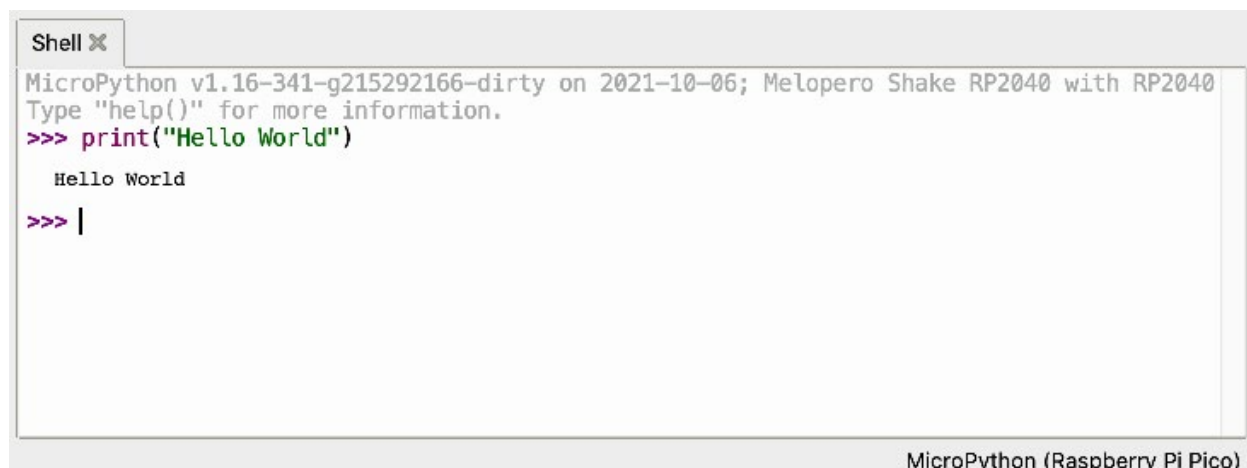 Shell
MicroPython v1.16-341-g215292166-dirty on 2021-10-06; Melopero Shake RP2040 with RP2040
Type "help()" for more information.
>>> print("Hello World")
Hello World
>>>
MicroPython (Raspberry Pi Pico)